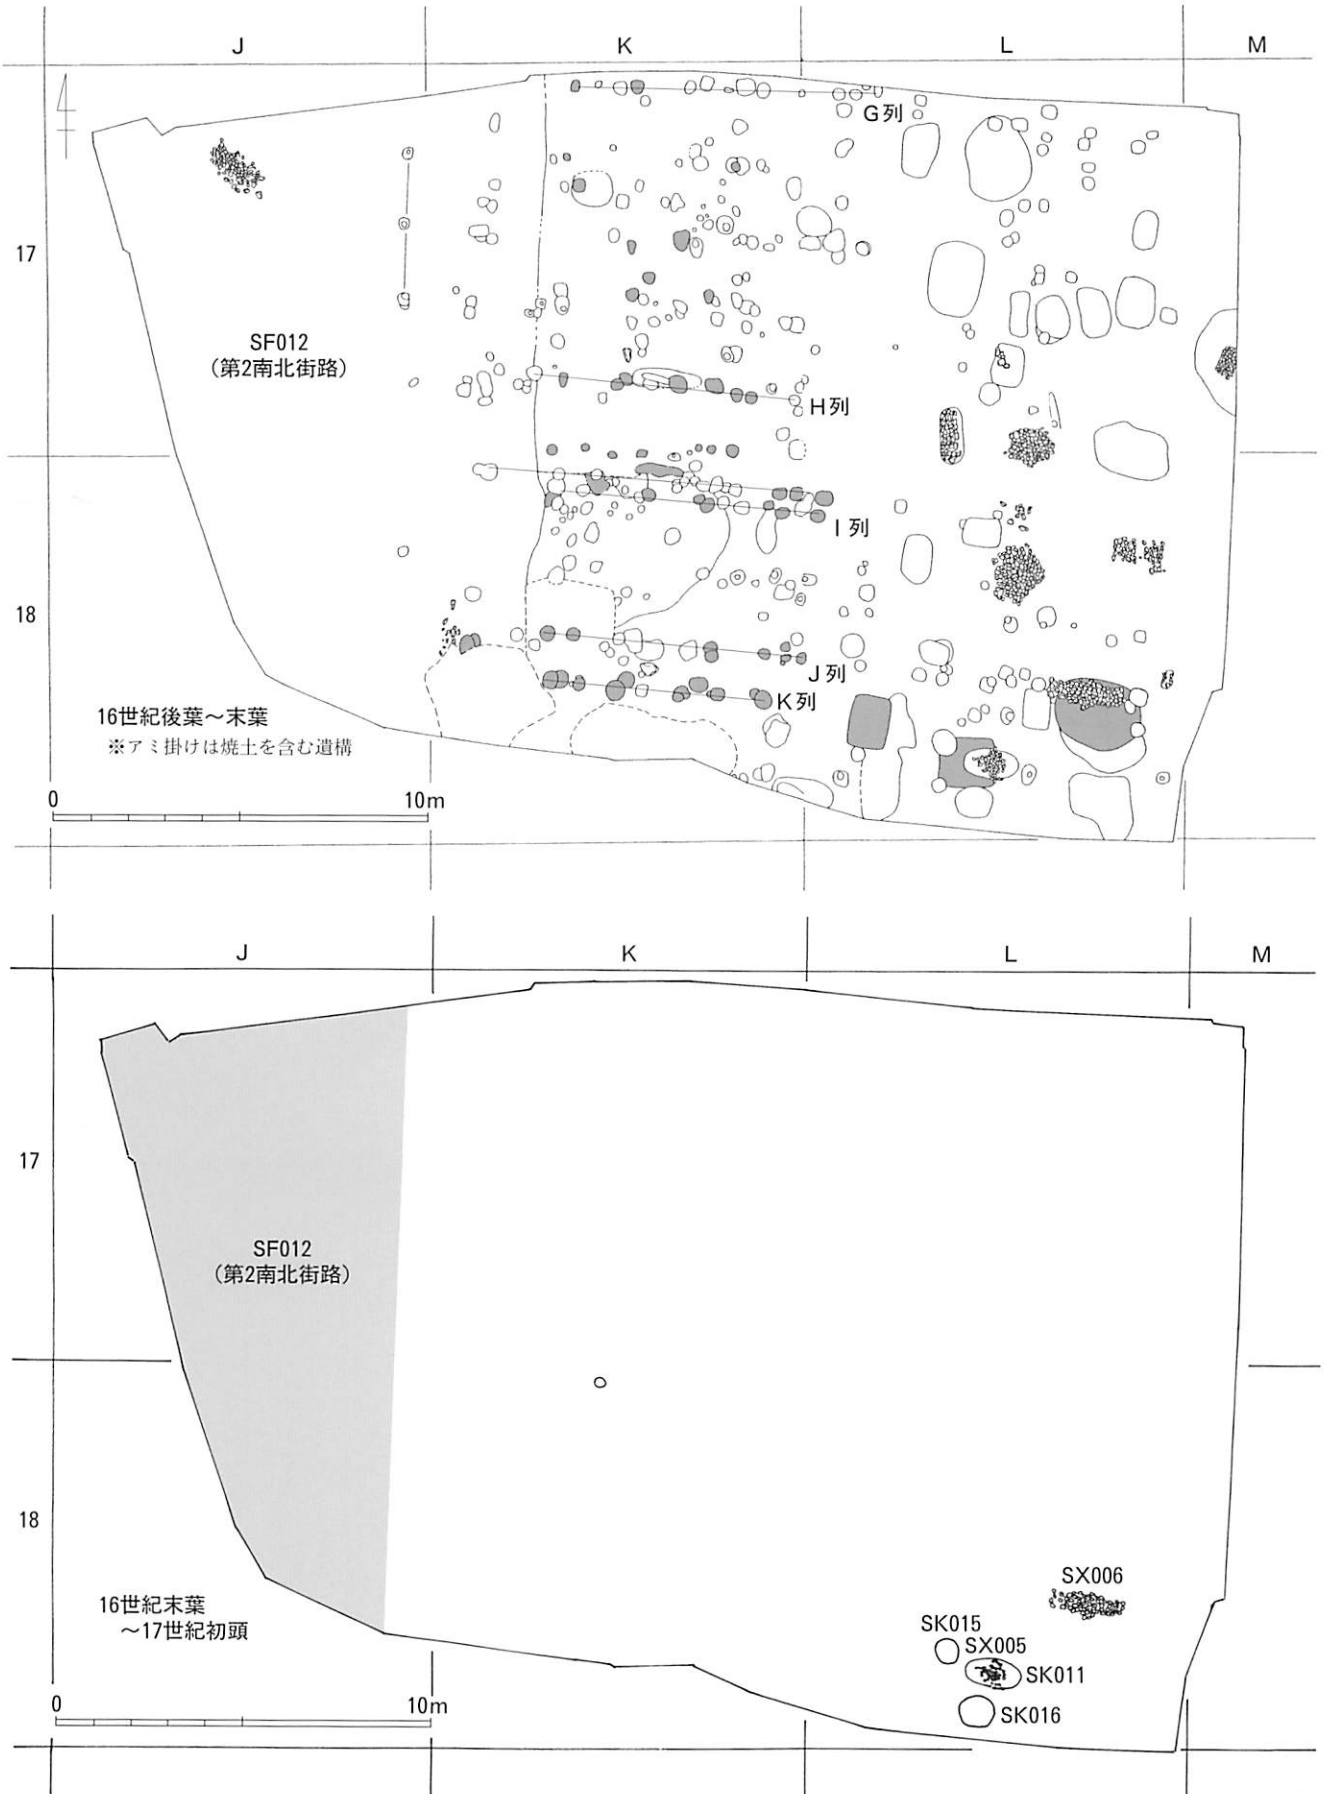 J K L M
G列
17
SF012
(第2南北街路)
H列
I列
18
J列
K列
16世紀後葉～末葉
※アミ掛けは焼土を含む遺構
0 10m
J K L M
17
SF012
(第2南北街路)
18
SX006
16世紀末葉
～17世紀初頭
SK015
SX005
SK011
SK016
0 10m